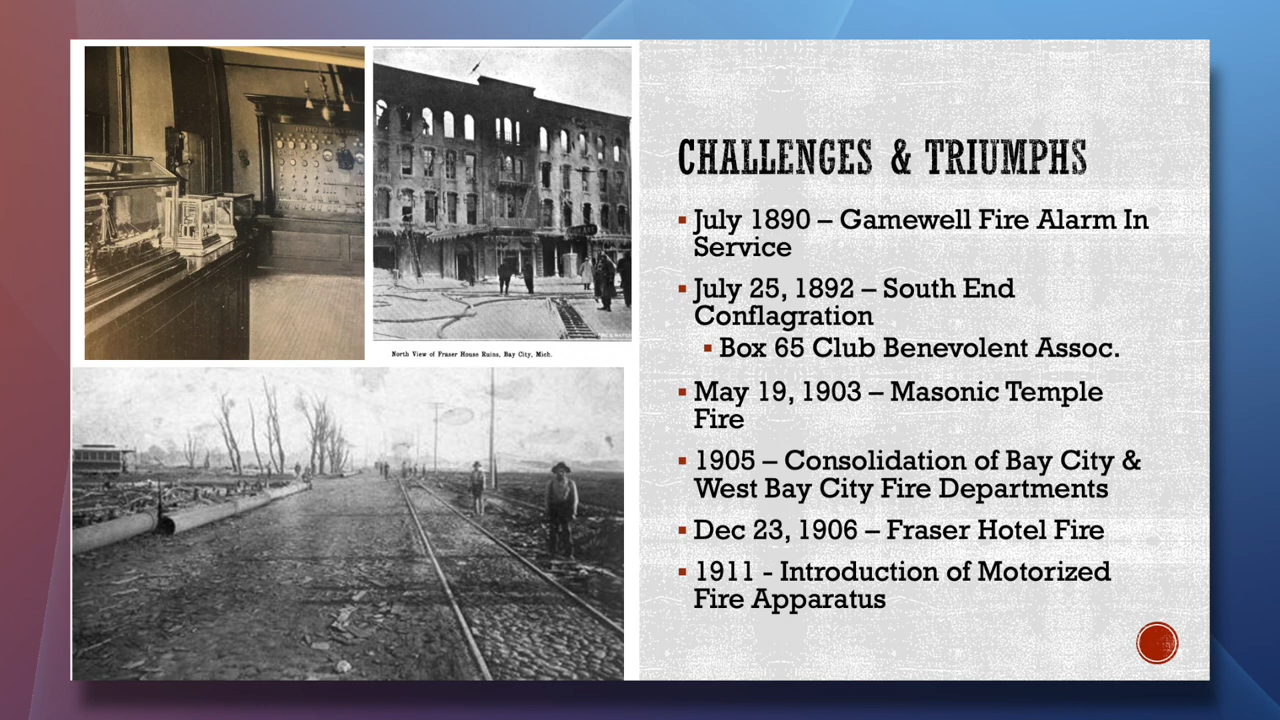 North View of Fraser House Ruins, Bay City, Mich.
CHALLENGES & TRIUMPHS
July 1890 – Gamewell Fire Alarm In
Service
July 25, 1892 – South End
Conflagration
Box 65 Club Benevolent Assoc.
May 19, 1903 – Masonic Temple
Fire
1905 – Consolidation of Bay City &
West Bay City Fire Departments
Dec 23, 1906 – Fraser Hotel Fire
1911 - Introduction of Motorized
Fire Apparatus